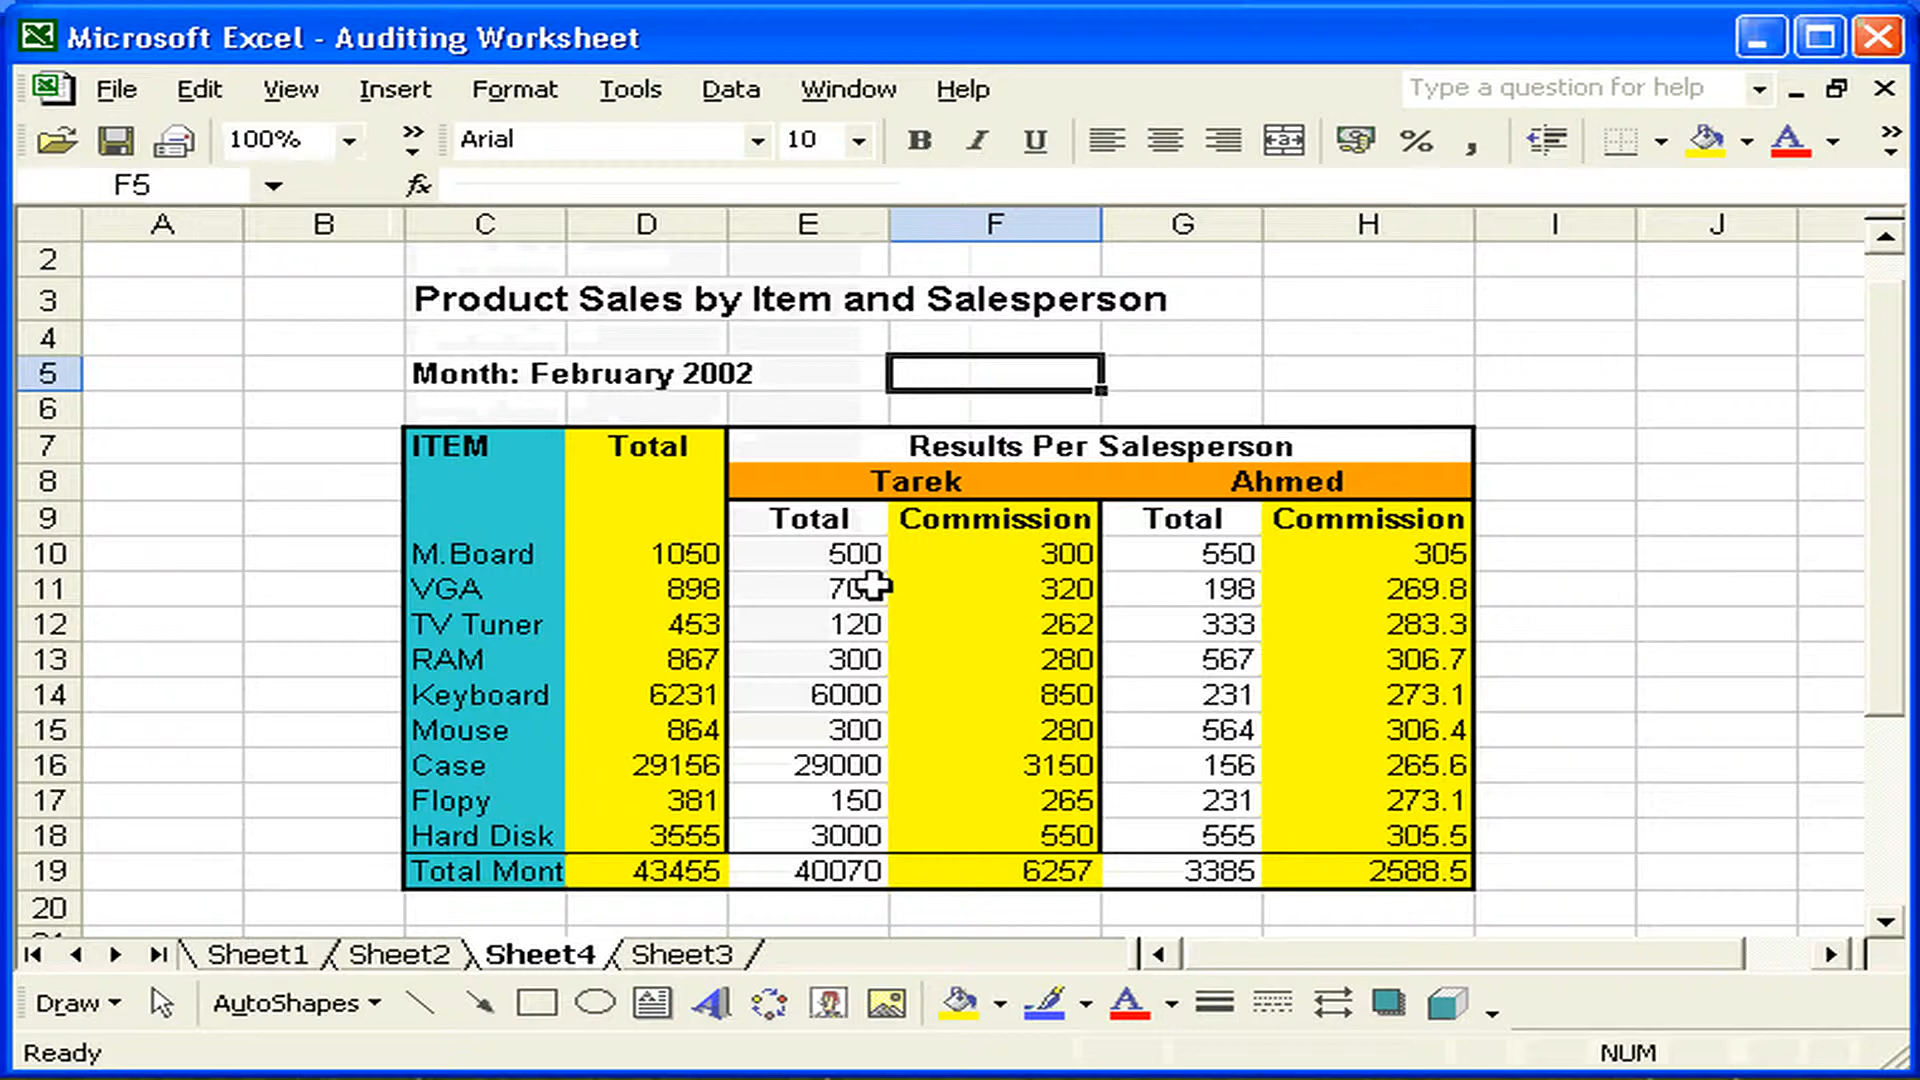 Microsoft Excel - Auditing Worksheet
File Edit View Insert Format Tools Data Window Help Type a question for help
100% Arial 10 B I U % , A
F5 fx
A B C D E F G H I J
2
3 Product Sales by Item and Salesperson
4
5 Month: February 2002
6
7 ITEM Total Results Per Salesperson
8 Tarek Ahmed
9 Total Commission Total Commission
10 M.Board 1050 500 300 550 305
11 VGA 898 320 198 269.8
12 TV Tuner 453 120 262 333 283.3
13 RAM 867 300 280 567 306.7
14 Keyboard 6231 6000 850 231 273.1
15 Mouse 864 300 280 564 306.4
16 Case 29156 29000 3150 156 265.6
17 Flopy 381 150 265 231 273.1
18 Hard Disk 3555 3000 550 555 305.5
19 Total Mont 43455 40070 6257 3385 2588.5
20
Sheet1 Sheet2 Sheet4 Sheet3
Draw AutoShapes A A
Ready NUM